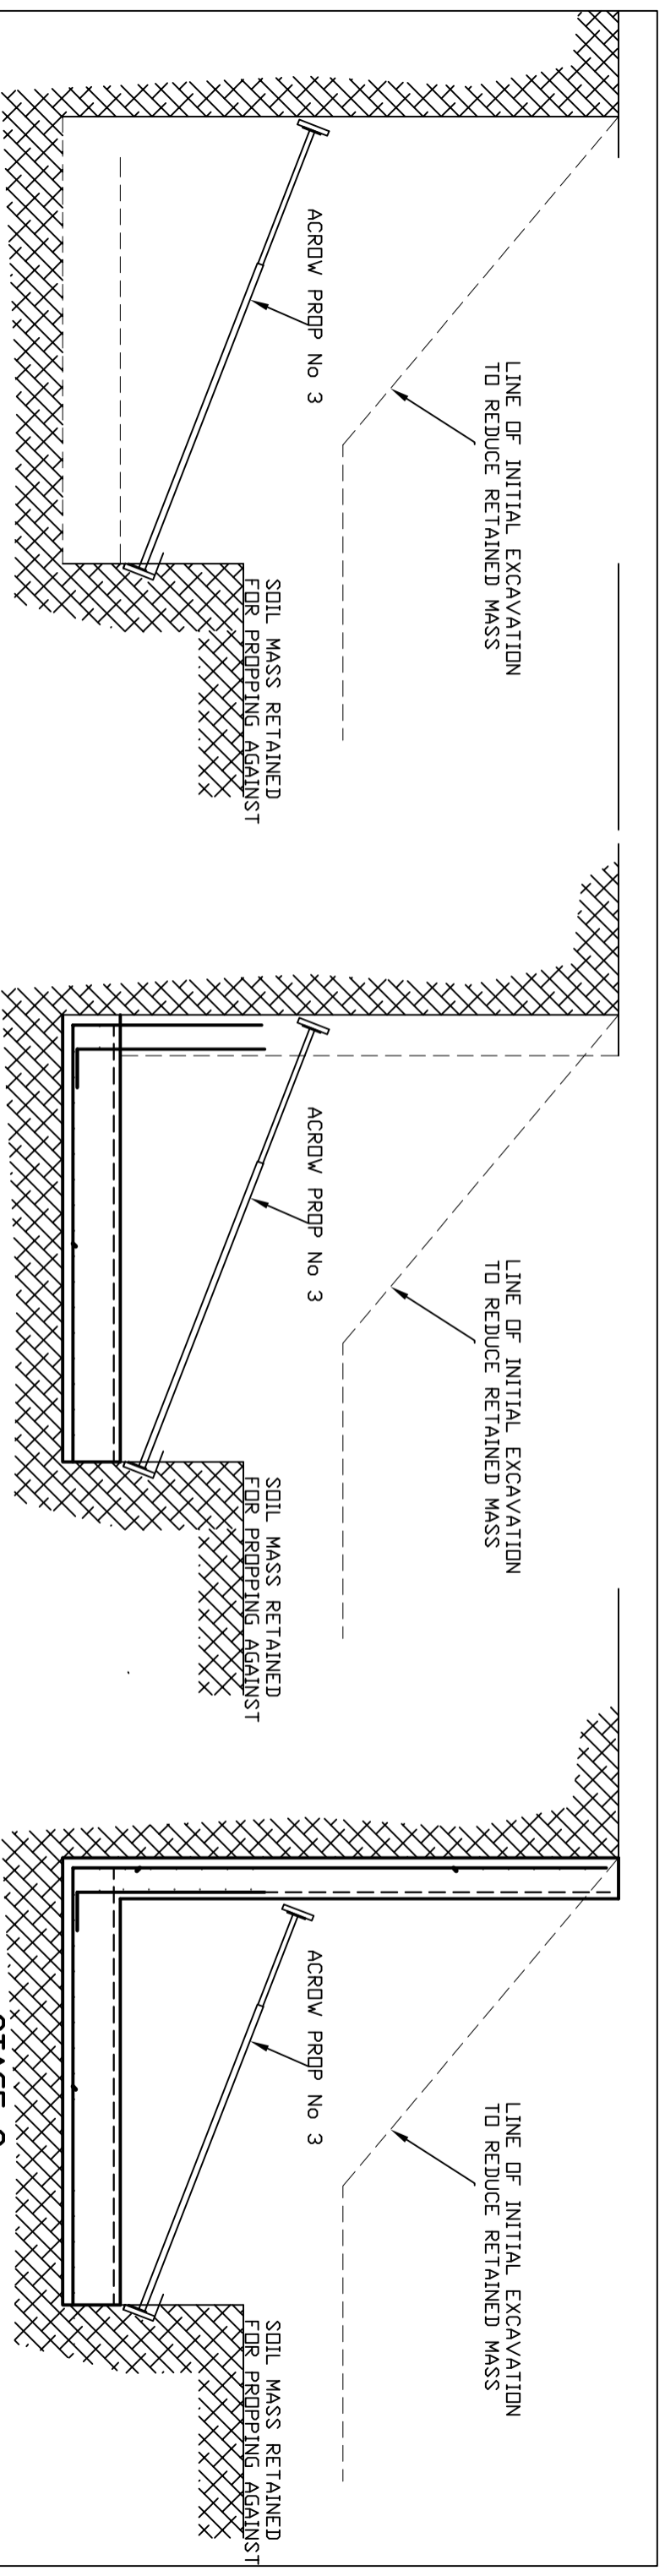 LINE OF INITIAL EXCAVATION
TO REDUCE RETAINED MASS
ACROW PROP No 3
SOIL MASS RETAINED
FOR PROPPING AGAINST
LINE OF INITIAL EXCAVATION
TO REDUCE RETAINED MASS
ACROW PROP No 3
SOIL MASS RETAINED
FOR PROPPING AGAINST
LINE OF INITIAL EXCAVATION
TO REDUCE RETAINED MASS
ACROW PROP No 3
SOIL MASS RETAINED
FOR PROPPING AGAINST